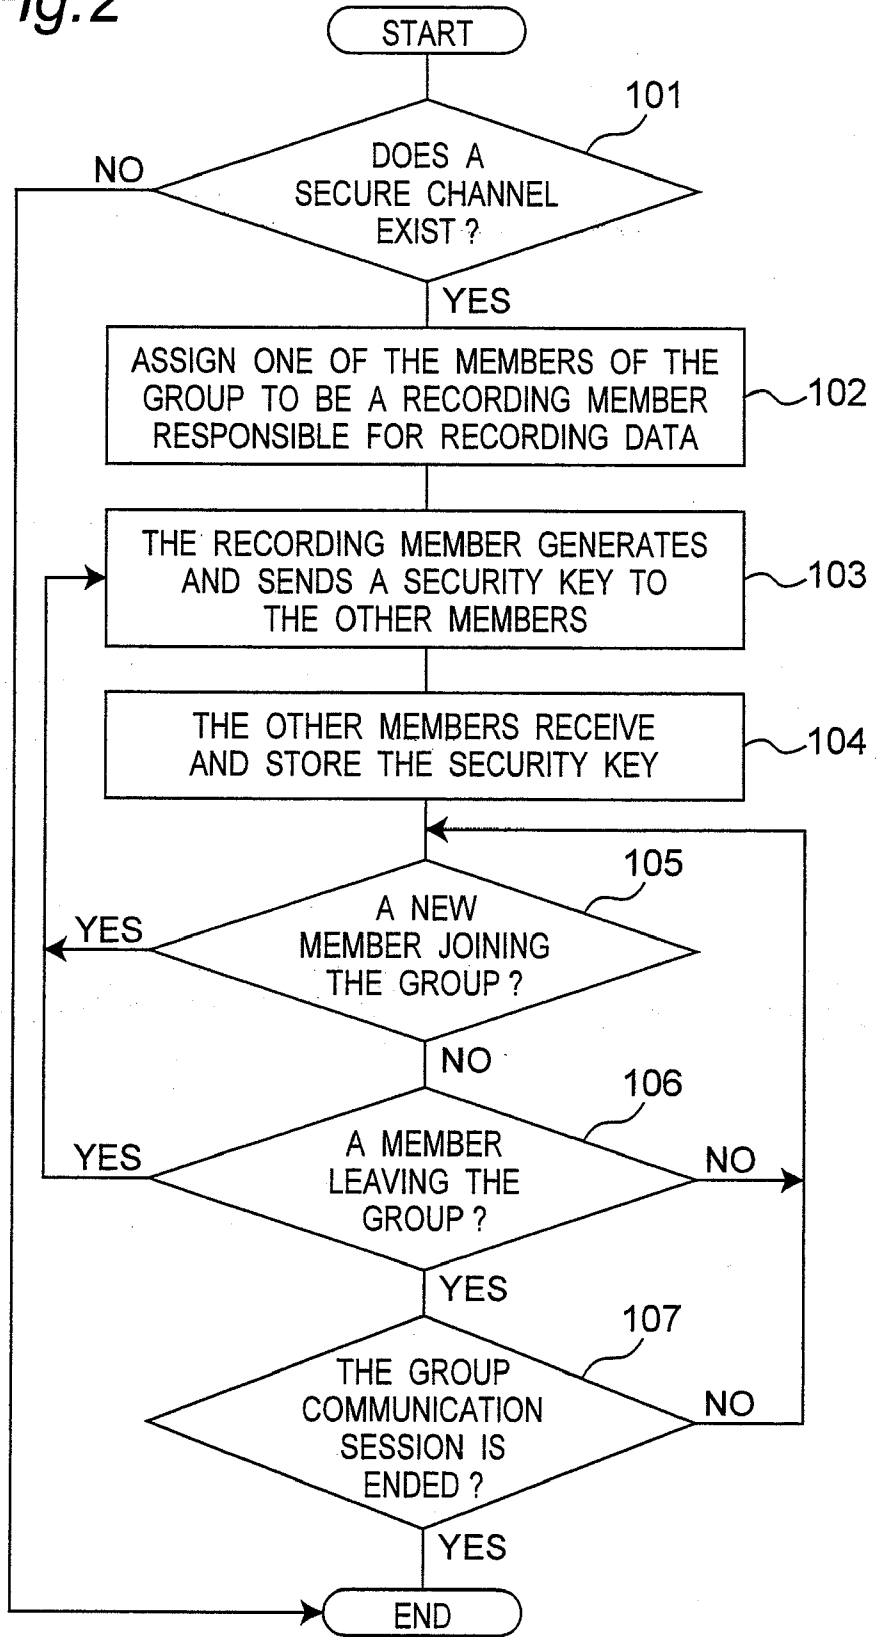 Fig.2
START
101
DOES A
SECURE CHANNEL
EXIST?
NO
YES
ASSIGN ONE OF THE MEMBERS OF THE
GROUP TO BE A RECORDING MEMBER
RESPONSIBLE FOR RECORDING DATA
102
THE RECORDING MEMBER GENERATES
AND SENDS A SECURITY KEY TO
THE OTHER MEMBERS
103
THE OTHER MEMBERS RECEIVE
AND STORE THE SECURITY KEY
104
105
A NEW
MEMBER JOINING
THE GROUP?
YES
NO
106
A MEMBER
LEAVING THE
GROUP?
YES
NO
YES
107
THE GROUP
COMMUNICATION
SESSION IS
ENDED?
NO
YES
END